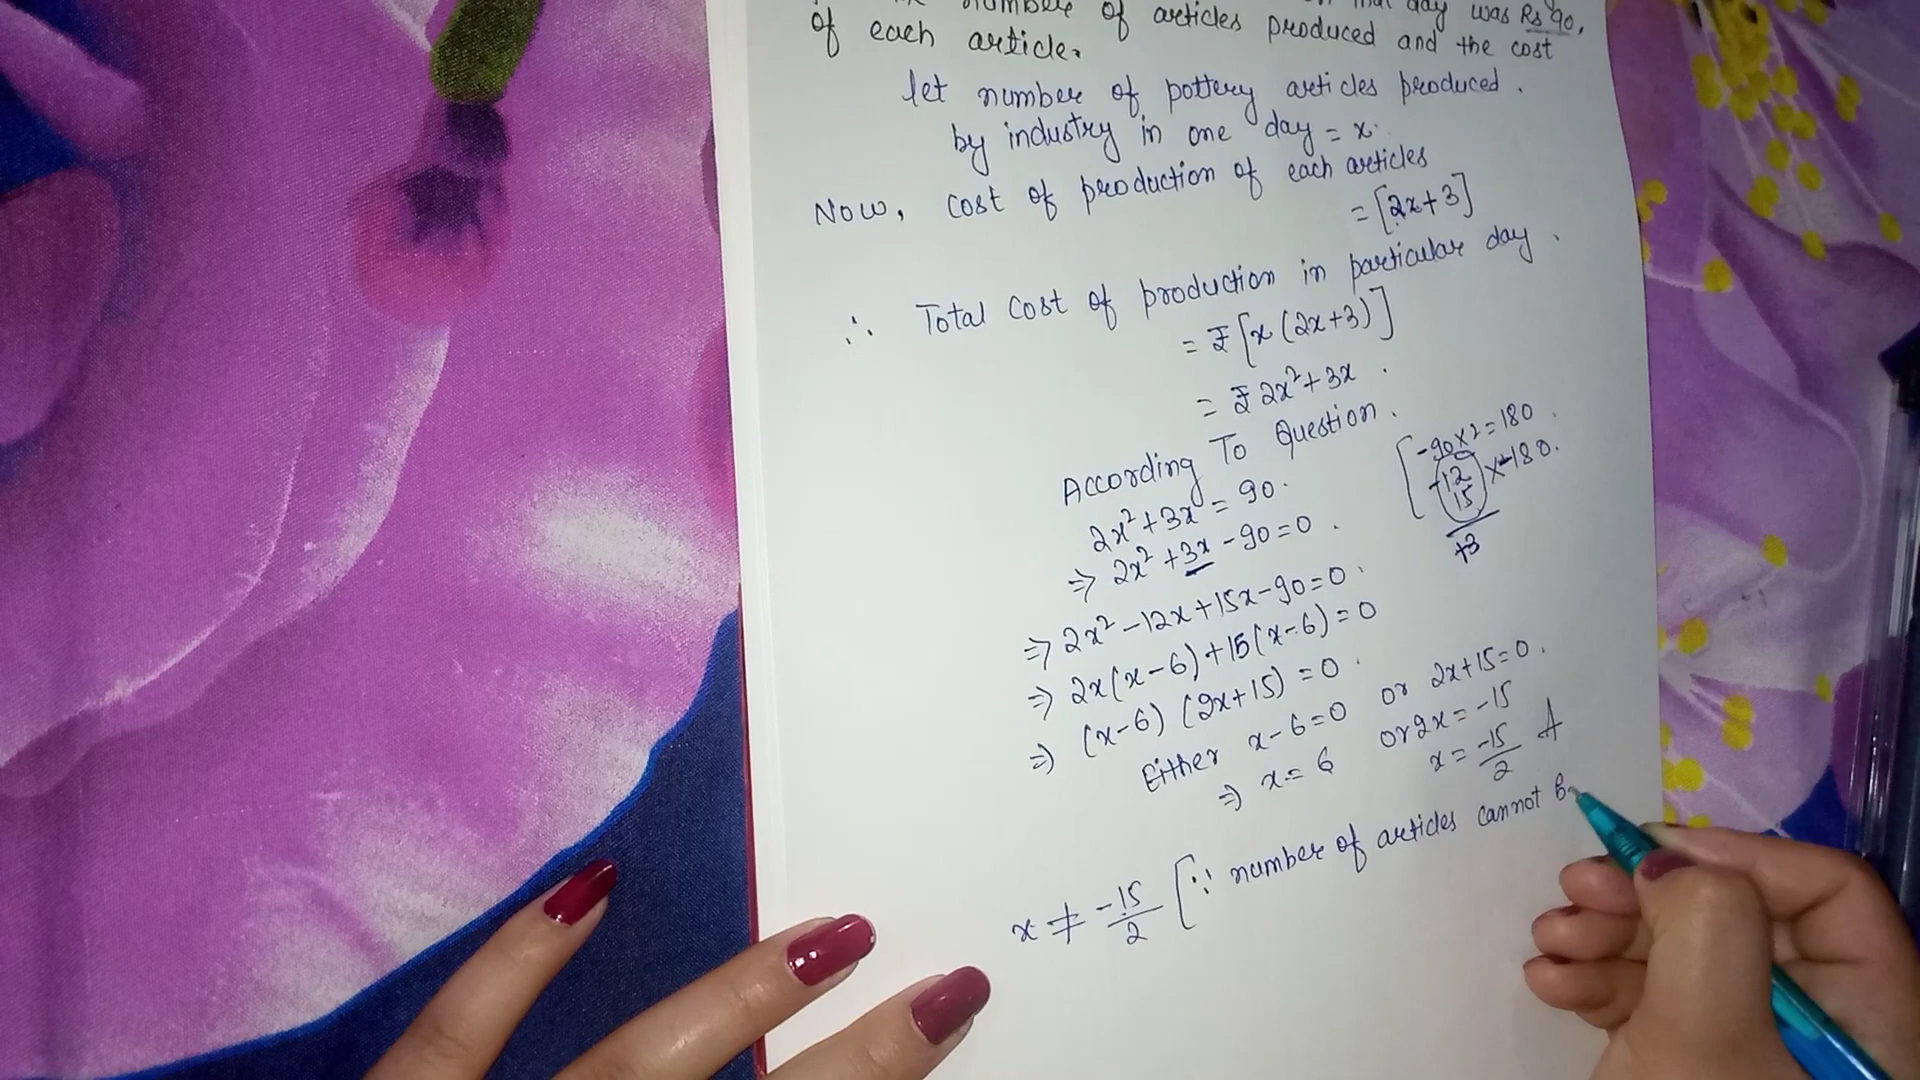 number of articles produced and the cost day was Rs 90,
of each article.
let number of pottery articles produced.
by industry in one day = x.
Now, cost of production of each articles
= [2x+3]
∴ Total cost of production in particular day.
= ₹ [x (2x+3)]
= ₹ 2x²+3x.
According To Question.
2x²+3x = 90.
⇒ 2x²+3x-90=0.
[-90x2=180.
-12
15 x-180.
+3
⇒ 2x²-12x+15x-90=0.
⇒ 2x(x-6)+15(x-6)=0
⇒ (x-6) (2x+15) = 0.
Either x-6=0 or 2x+15=0.
⇒ x=6 or 2x=-15
x=-15/2
x≠-15/2 [∵ number of articles cannot